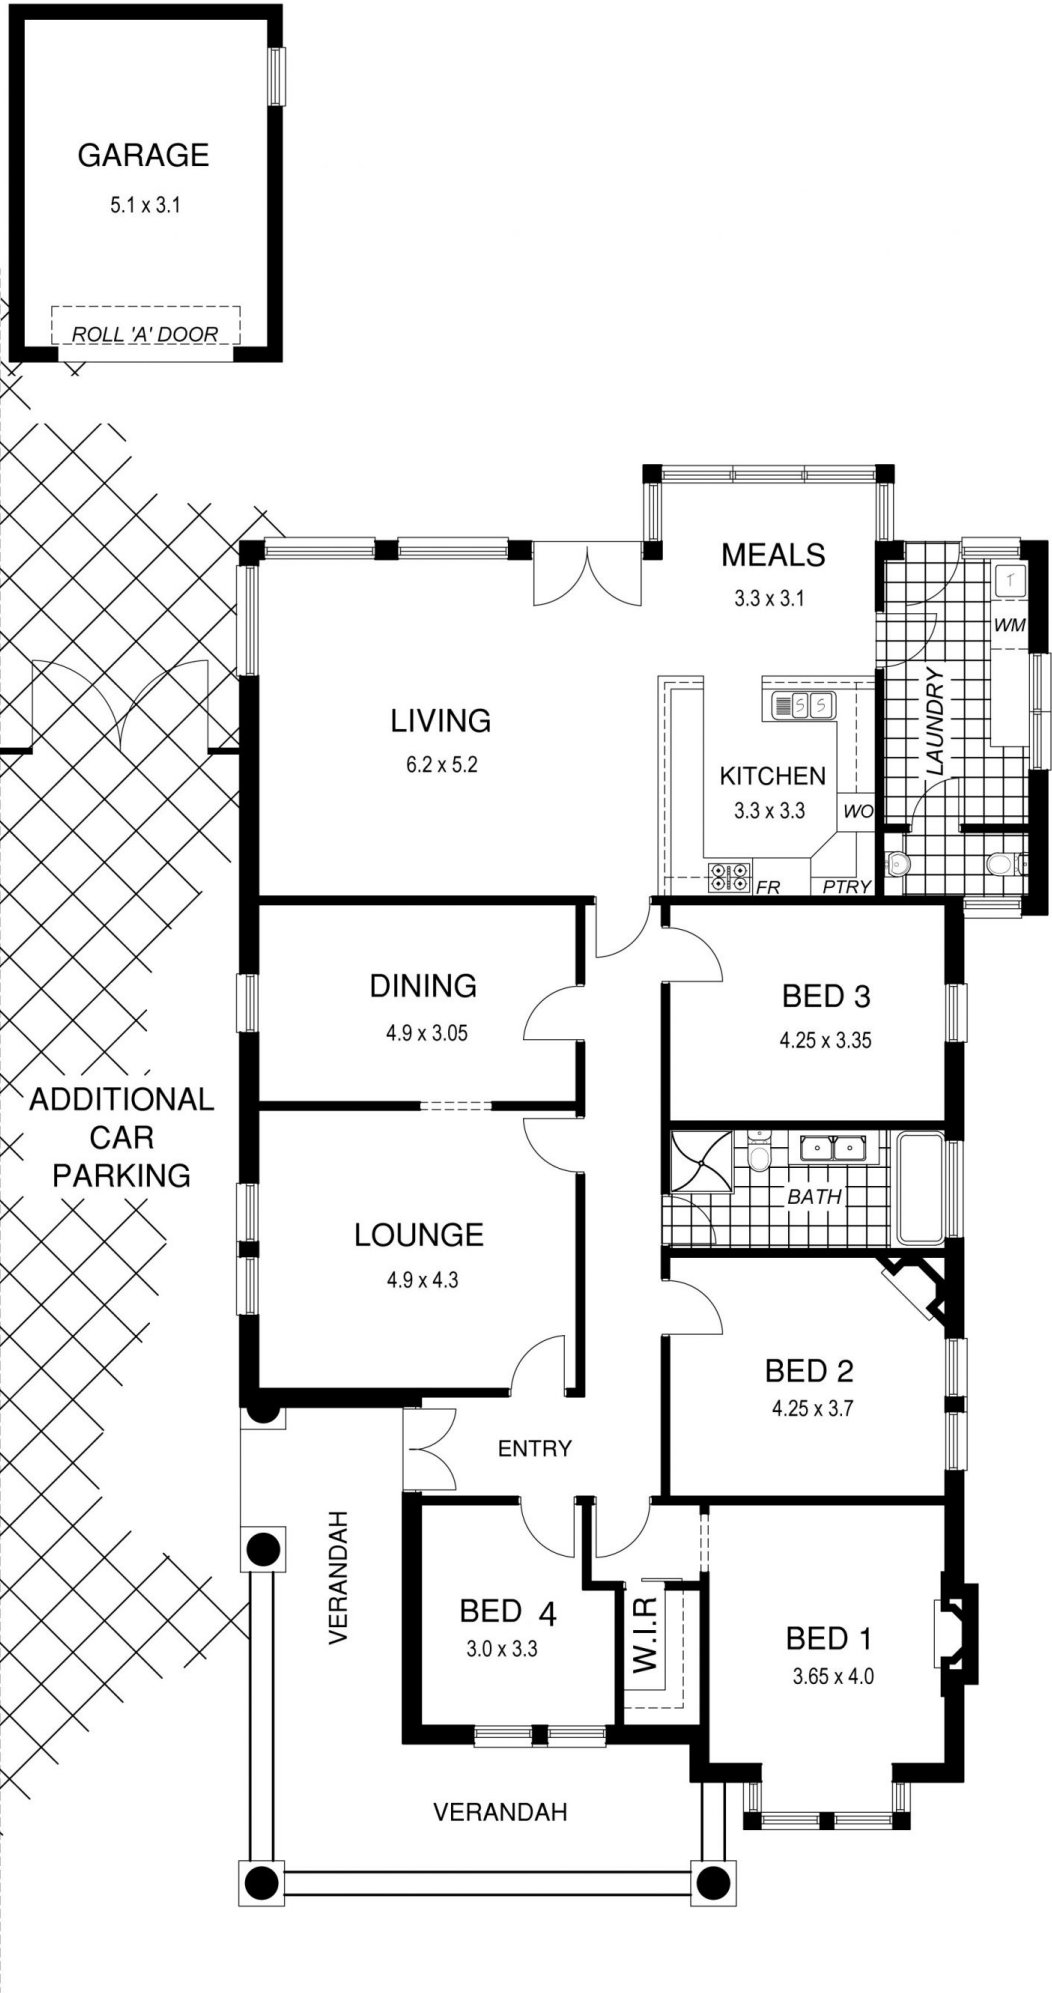 GARAGE
5.1 x 3.1
ROLL 'A' DOOR
MEALS
3.3 x 3.1
T
WM
LAUNDRY
LIVING
6.2 x 5.2
S S
KITCHEN
3.3 x 3.3
WO
FR
PTRY
DINING
4.9 x 3.05
BED 3
4.25 x 3.35
ADDITIONAL
CAR
PARKING
BATH
LOUNGE
4.9 x 4.3
BED 2
4.25 x 3.7
ENTRY
VERANDAH
BED 4
3.0 x 3.3
W.I.R
BED 1
3.65 x 4.0
VERANDAH